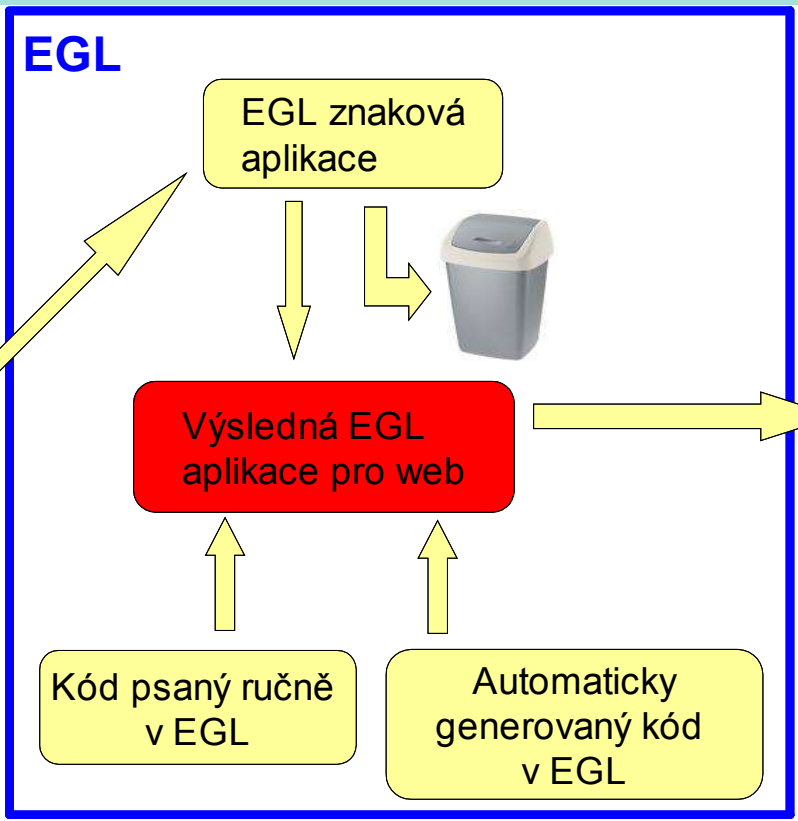 EGL
EGL znaková
aplikace
Výsledná EGL
aplikace pro web
Kód psaný ručně
v EGL
Automaticky
generovaný kód
v EGL